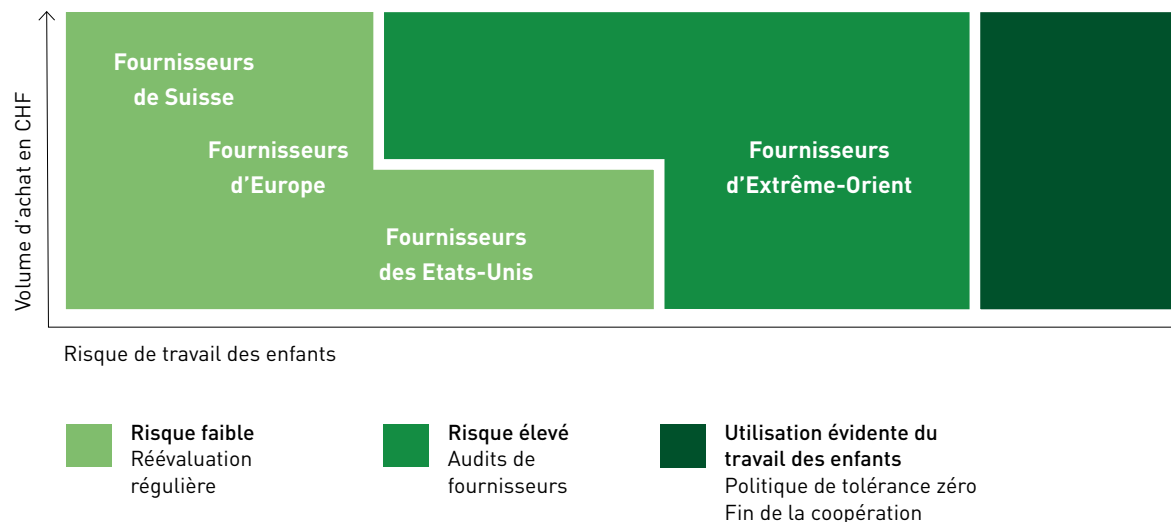 Volume d'achat en CHF
Fournisseurs
de Suisse
Fournisseurs
d'Europe
Fournisseurs
des Etats-Unis
Fournisseurs
d'Extrême-Orient
Risque de travail des enfants
Risque faible
Réévaluation
régulière
Risque élevé
Audits de
fournisseurs
Utilisation évidente du
travail des enfants
Politique de tolérance zéro
Fin de la coopération